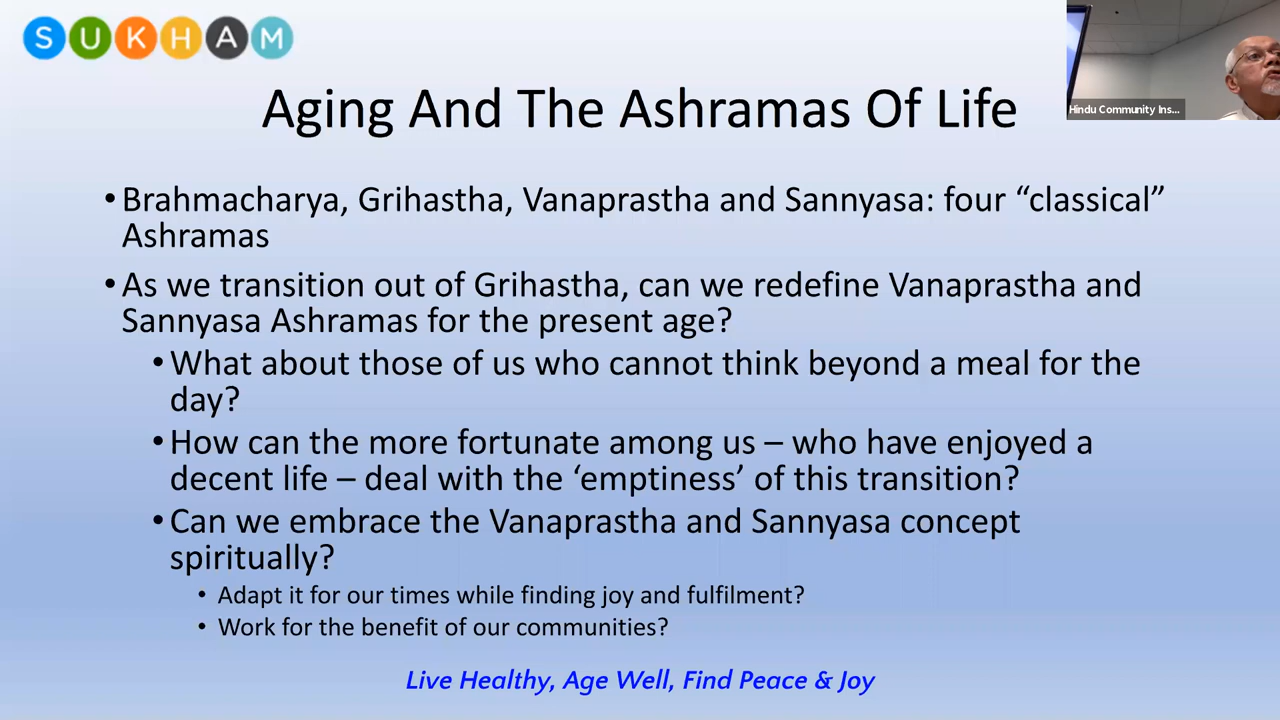 SUKHAM
Hindu Community Ins...
Aging And The Ashramas Of Life
• Brahmacharya, Grihastha, Vanaprastha and Sannyasa: four “classical”
Ashramas
• As we transition out of Grihastha, can we redefine Vanaprastha and
Sannyasa Ashramas for the present age?
• What about those of us who cannot think beyond a meal for the
day?
• How can the more fortunate among us – who have enjoyed a
decent life – deal with the ‘emptiness’ of this transition?
• Can we embrace the Vanaprastha and Sannyasa concept
spiritually?
• Adapt it for our times while finding joy and fulfilment?
• Work for the benefit of our communities?
Live Healthy, Age Well, Find Peace & Joy